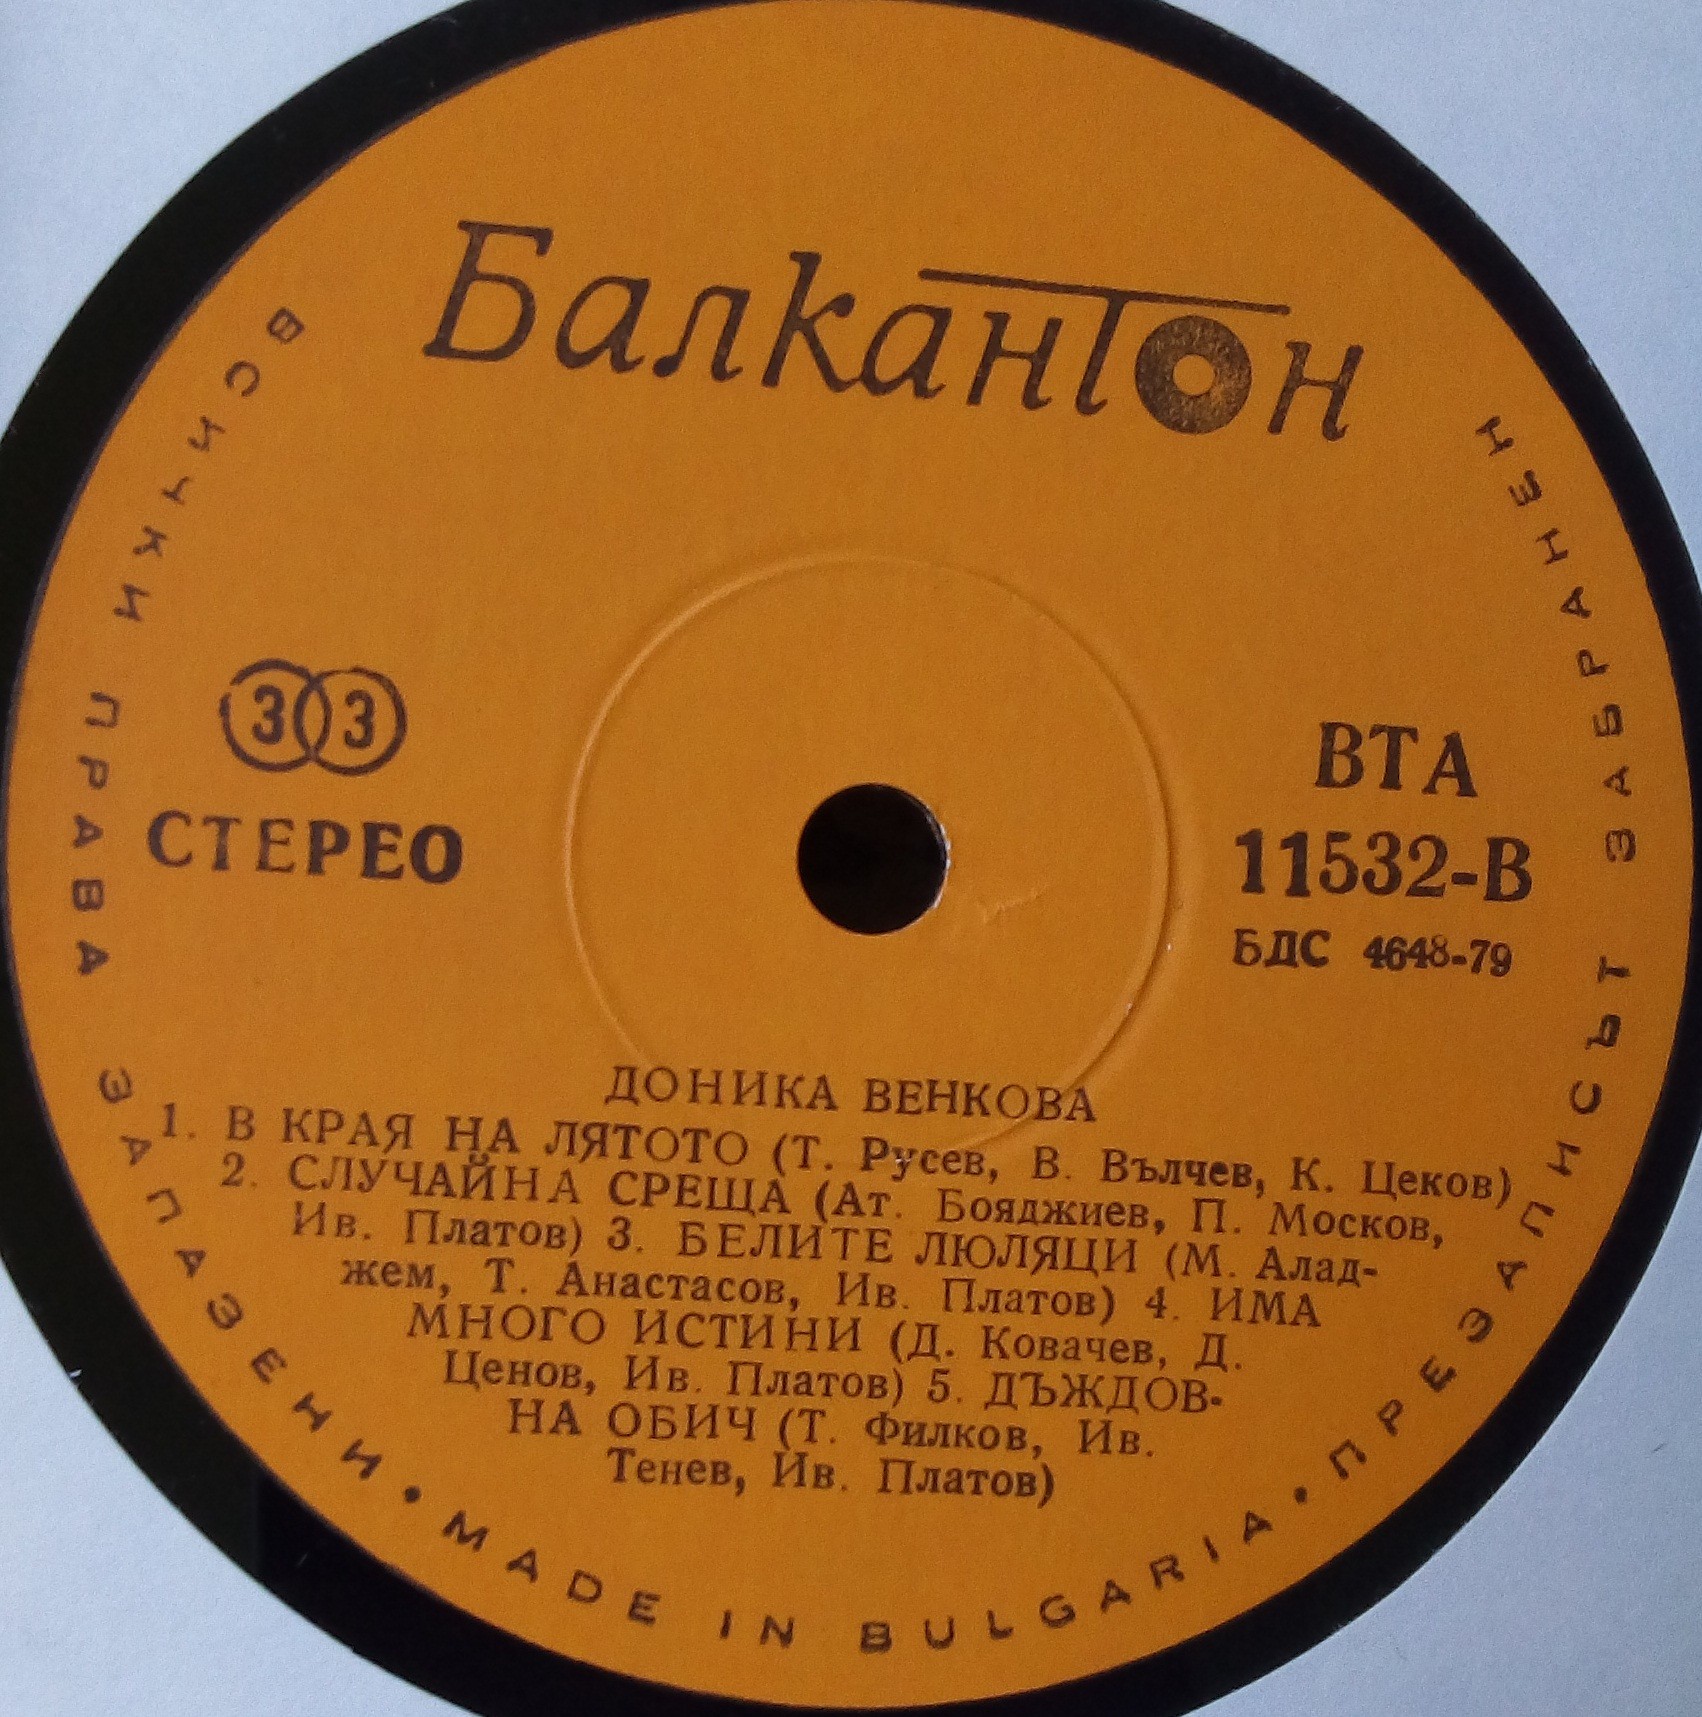 Балкантон
33
СТЕРЕО
ВТА
11532-В
БДС 4648-79
ДОНИКА ВЕНКОВА
1. В КРАЯ НА ЛЯТОТО (Т. Русев, В. Вълчев, К. Цеков)
2. СЛУЧАЙНА СРЕЩА (Ат. Бояджиев, П. Москов,
Ив. Платов) 3. БЕЛИТЕ ЛЮЛЯЦИ (М. Алад-
жем, Т. Анастасов, Ив. Платов) 4. ИМА
МНОГО ИСТИНИ (Д. Ковачев, Д.
Ценов, Ив. Платов) 5. ДЪЖДОВ-
НА ОБИЧ (Т. Филков, Ив.
Тенев, Ив. Платов)
ВСИЧКИ ПРАВА ЗАПАЗЕНИ • MADE IN BULGARIA • ПРЕЗАПИСЪТ ЗАБРАНЕН